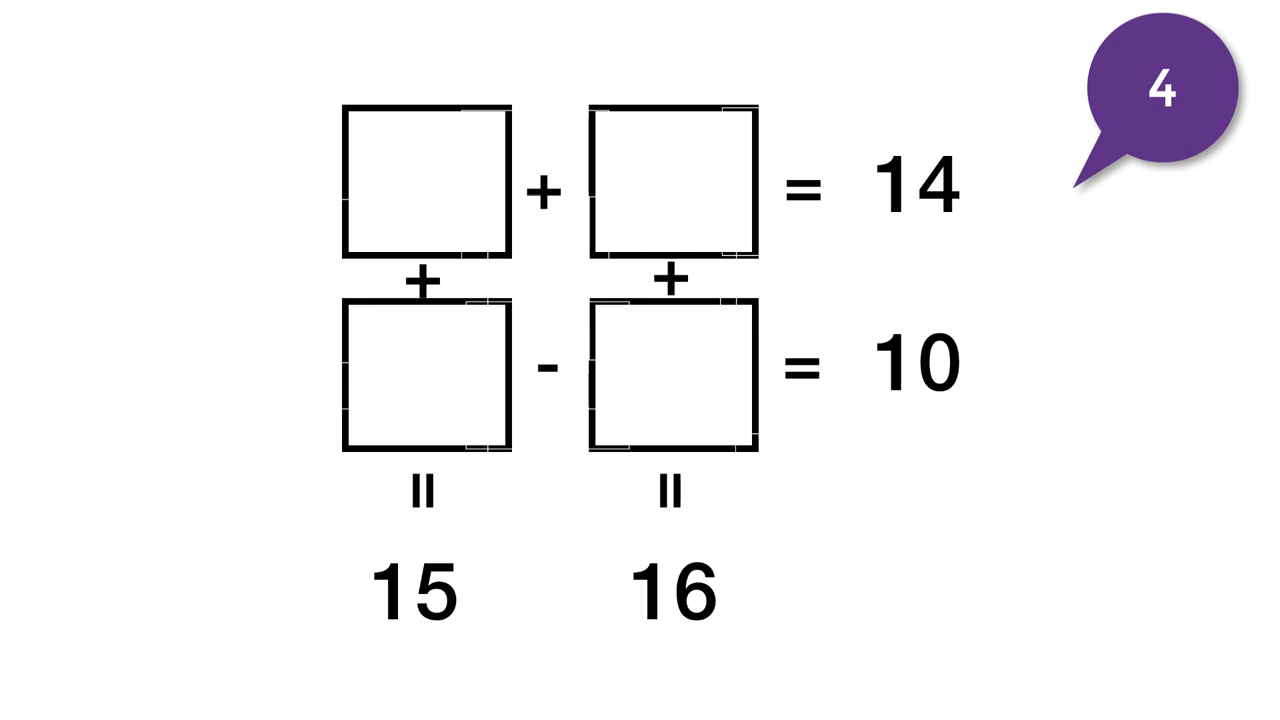 4
+ = 14
+ +
- = 10
= =
15 16